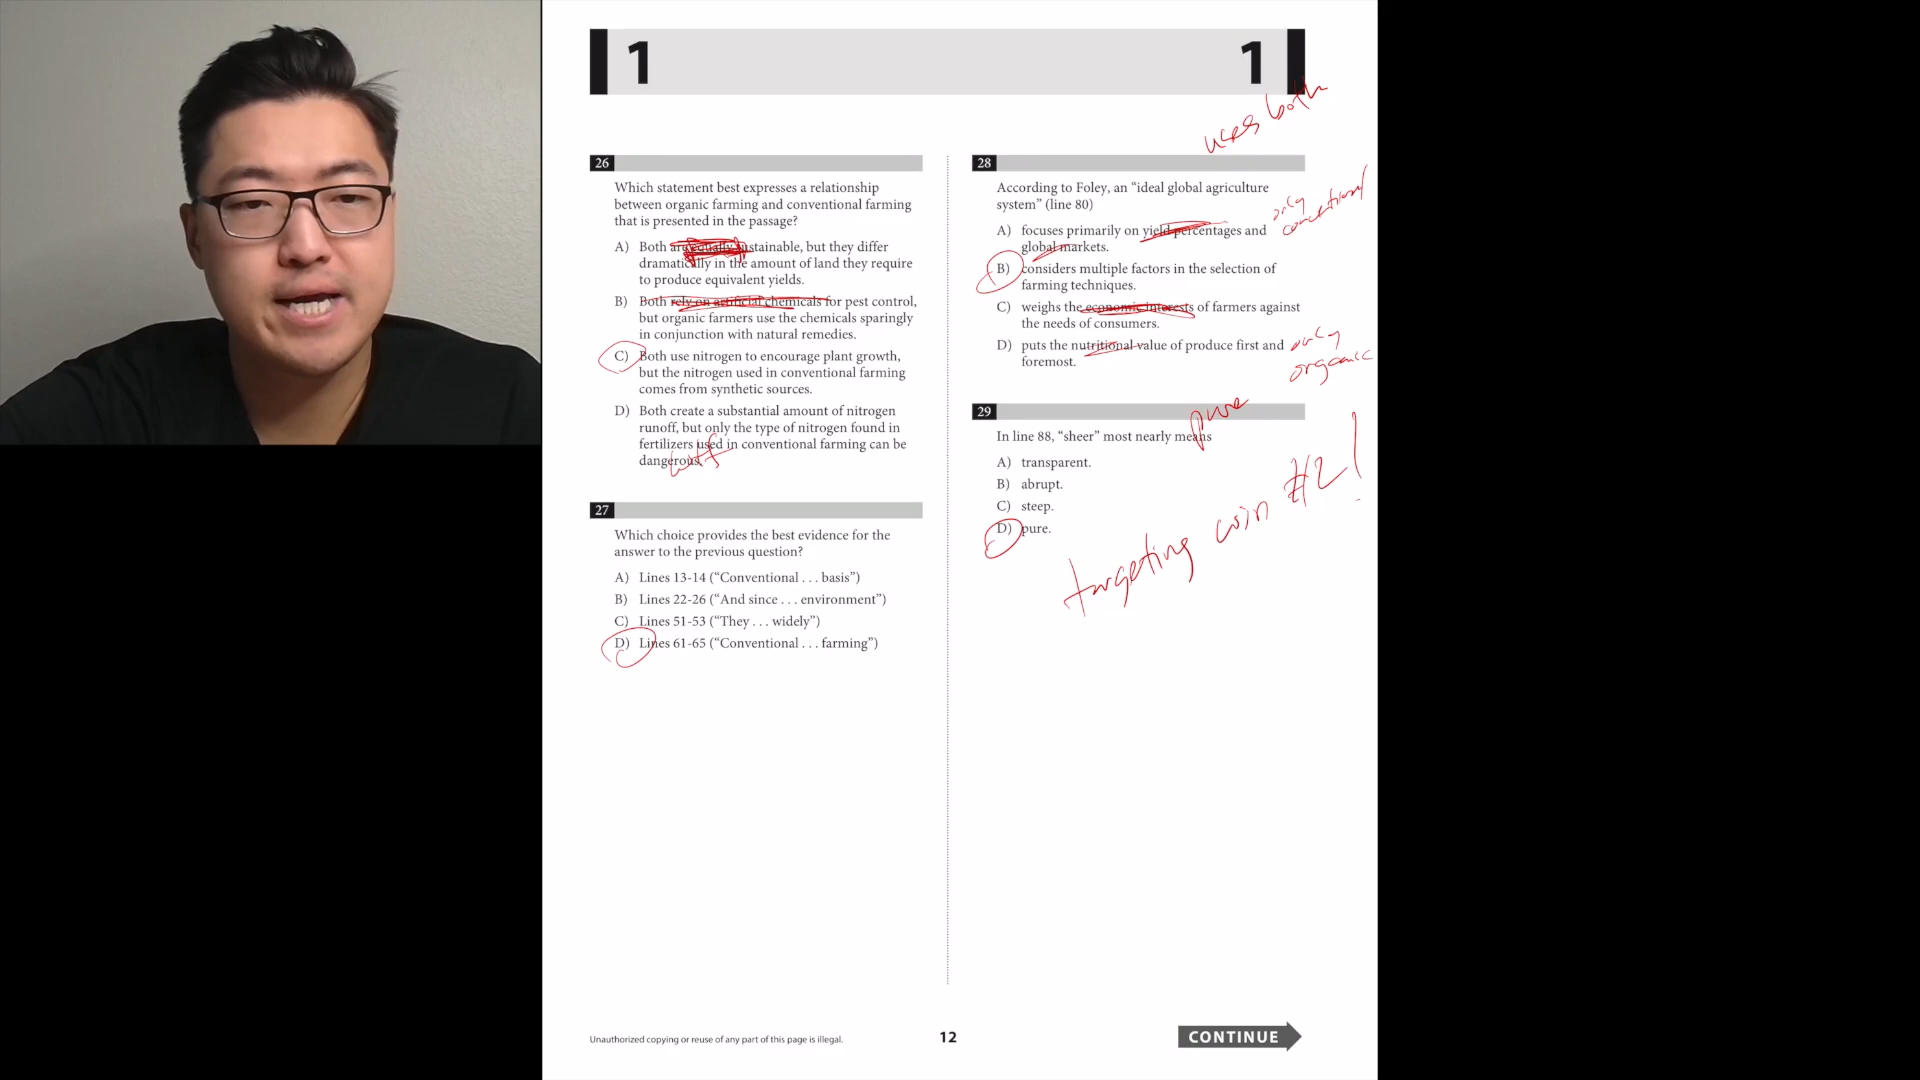 1
1
uses both
26
Which statement best expresses a relationship
between organic farming and conventional farming
that is presented in the passage?
A) Both are equally sustainable, but they differ
dramatically in the amount of land they require
to produce equivalent yields.
B) Both rely on artificial chemicals for pest control,
but organic farmers use the chemicals sparingly
in conjunction with natural remedies.
C) Both use nitrogen to encourage plant growth,
but the nitrogen used in conventional farming
comes from synthetic sources.
D) Both create a substantial amount of nitrogen
runoff, but only the type of nitrogen found in
fertilizers used in conventional farming can be
dangerous.
wtf
27
Which choice provides the best evidence for the
answer to the previous question?
A) Lines 13-14 (“Conventional . . . basis”)
B) Lines 22-26 (“And since . . . environment”)
C) Lines 51-53 (“They . . . widely”)
D) Lines 61-65 (“Conventional . . . farming”)
28
According to Foley, an “ideal global agriculture
system” (line 80)
only
conventional
A) focuses primarily on yield percentages and
global markets.
B) considers multiple factors in the selection of
farming techniques.
C) weighs the economic interests of farmers against
the needs of consumers.
D) puts the nutritional value of produce first and
foremost.
only
organic
29
pure
In line 88, “sheer” most nearly means
A) transparent.
B) abrupt.
C) steep.
D) pure.
targeting coin #2!
Unauthorized copying or reuse of any part of this page is illegal.
12
CONTINUE